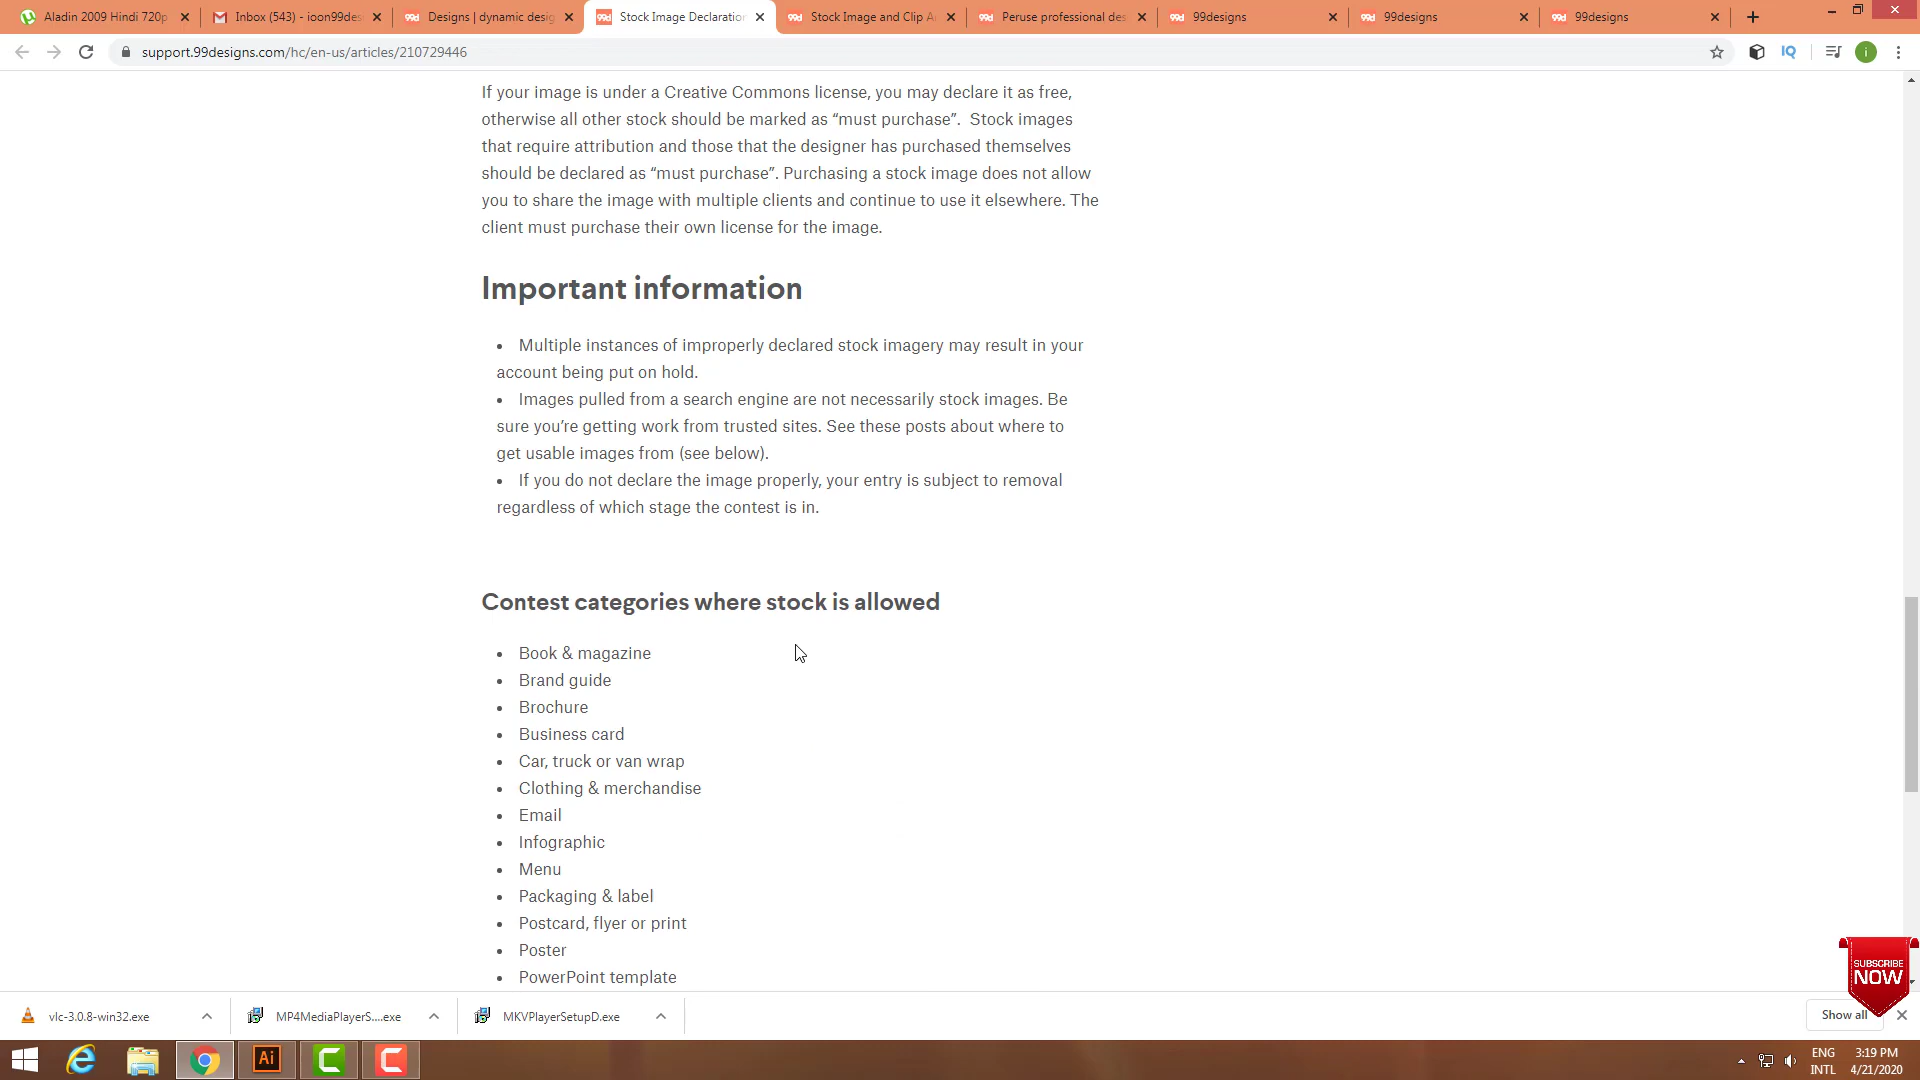 Aladin 2009 Hindi 720p
Inbox (543) - ioon99des
Designs | dynamic desig
Stock Image Declaration
Stock Image and Clip A
Peruse professional des
99designs
99designs
99designs
support.99designs.com/hc/en-us/articles/210729446
IQ
i
If your image is under a Creative Commons license, you may declare it as free,
otherwise all other stock should be marked as “must purchase”.  Stock images
that require attribution and those that the designer has purchased themselves
should be declared as “must purchase”. Purchasing a stock image does not allow
you to share the image with multiple clients and continue to use it elsewhere. The
client must purchase their own license for the image.
Important information
• Multiple instances of improperly declared stock imagery may result in your
account being put on hold.
• Images pulled from a search engine are not necessarily stock images. Be
sure you’re getting work from trusted sites. See these posts about where to
get usable images from (see below).
• If you do not declare the image properly, your entry is subject to removal
regardless of which stage the contest is in.
Contest categories where stock is allowed
• Book & magazine
• Brand guide
• Brochure
• Business card
• Car, truck or van wrap
• Clothing & merchandise
• Email
• Infographic
• Menu
• Packaging & label
• Postcard, flyer or print
• Poster
• PowerPoint template
SUBSCRIBE
NOW
vlc-3.0.8-win32.exe
MP4MediaPlayerS....exe
MKVPlayerSetupD.exe
Show all
Ai
ENG
INTL
3:19 PM
4/21/2020